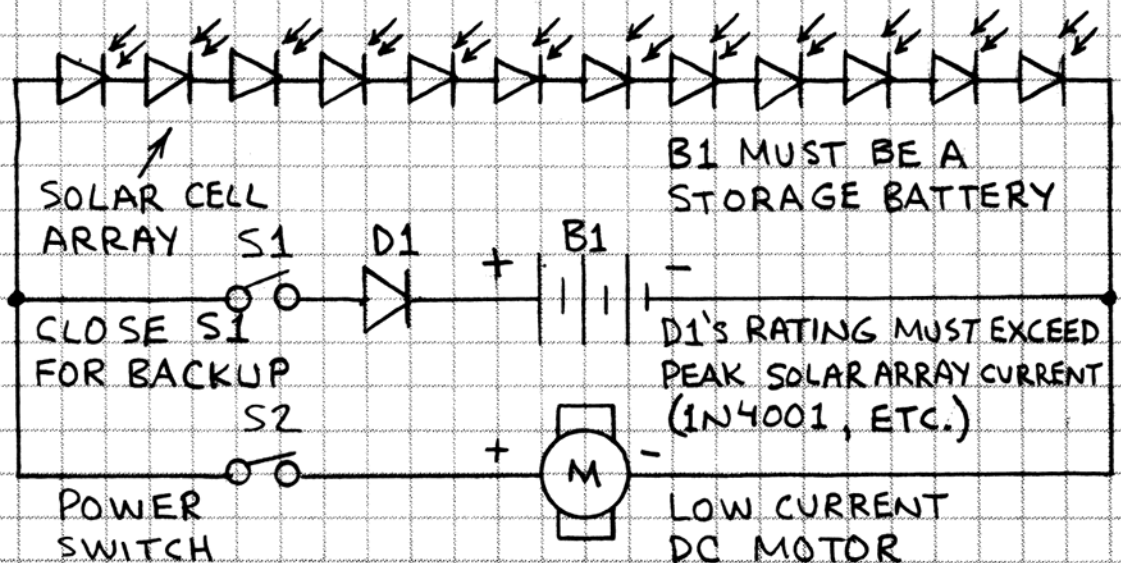 B1 MUST BE A
STORAGE BATTERY
SOLAR CELL
ARRAY
S1
D1
+
B1
-
CLOSE S1
FOR BACKUP
D1'S RATING MUST EXCEED
PEAK SOLAR ARRAY CURRENT
(1N4001, ETC.)
S2
+
M
-
POWER
SWITCH
LOW CURRENT
DC MOTOR